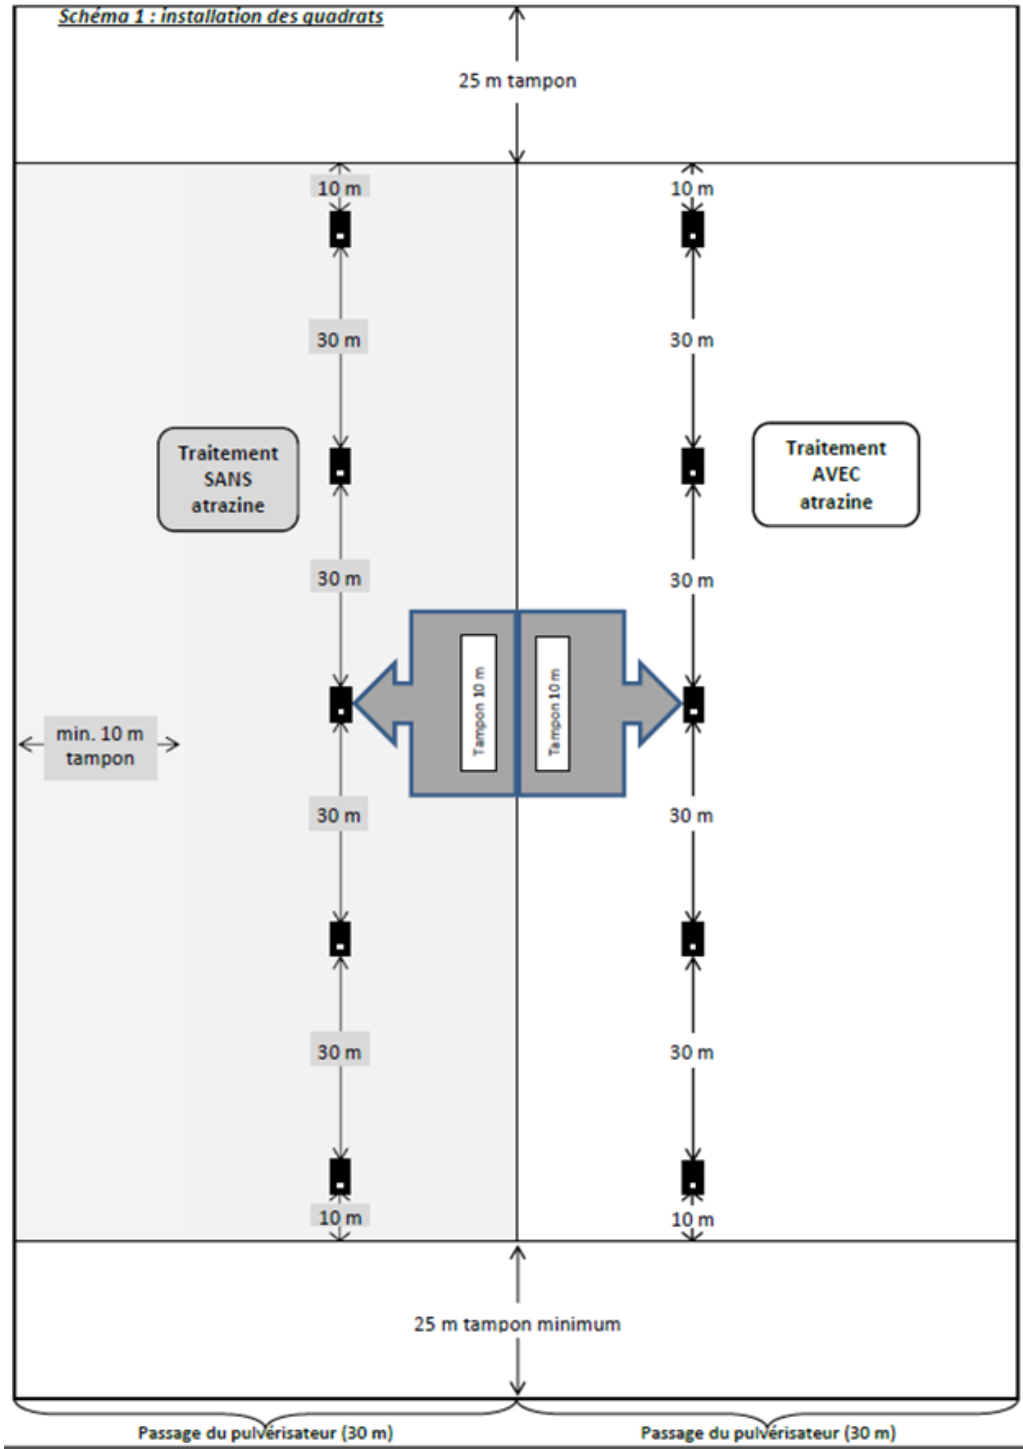 Schéma 1 : installation des quadrats
25 m tampon
10 m
10 m
30 m
30 m
Traitement
SANS
atrazine
Traitement
AVEC
atrazine
30 m
30 m
Tampon 10 m
Tampon 10 m
min. 10 m
tampon
30 m
30 m
30 m
30 m
10 m
10 m
25 m tampon minimum
Passage du pulvérisateur (30 m)
Passage du pulvérisateur (30 m)